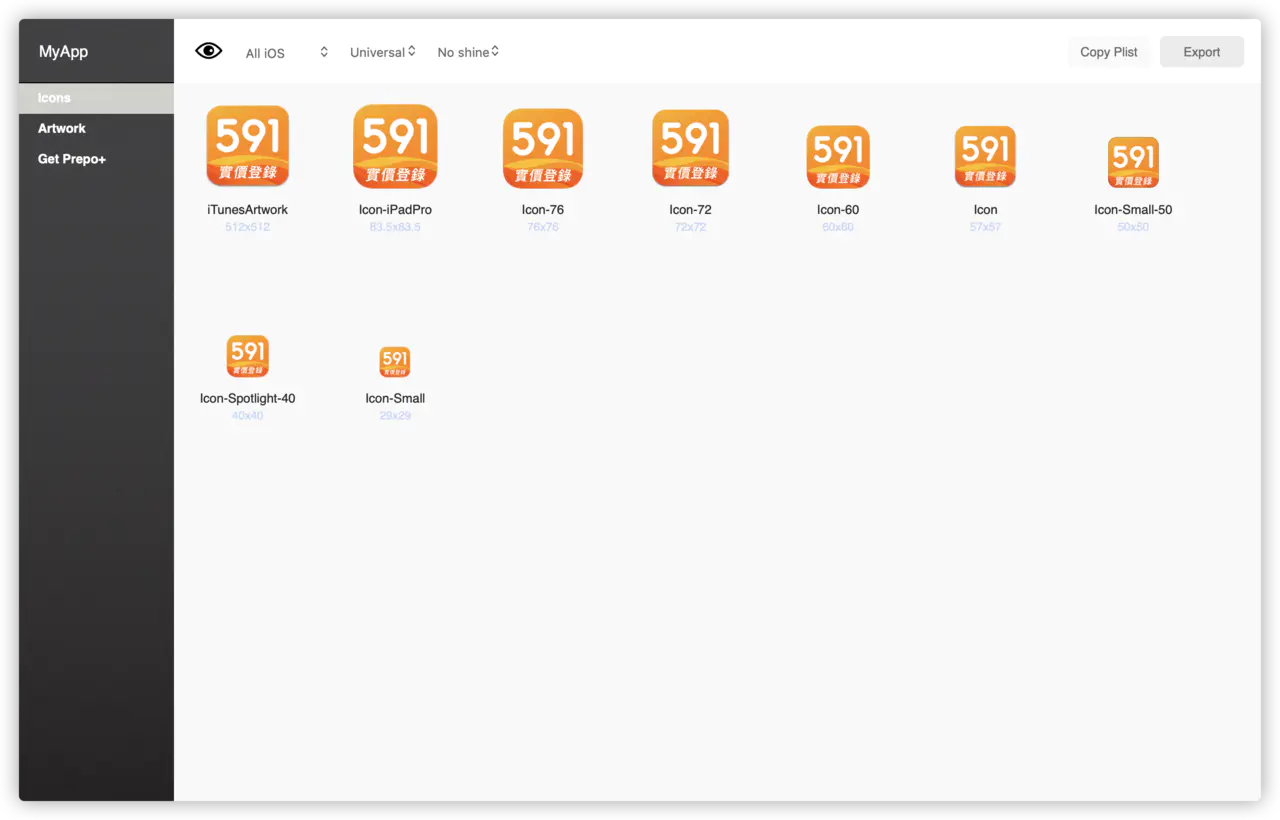 MyApp
All iOS
Universal
No shine
Copy Plist
Export
Icons
Artwork
Get Prepo+
591
實價登錄
591
實價登錄
591
實價登錄
591
實價登錄
591
實價登錄
591
實價登錄
591
實價登錄
iTunesArtwork
Icon-iPadPro
Icon-76
Icon-72
Icon-60
Icon
Icon-Small-50
512x512
83.5x83.5
76x76
72x72
60x60
57x57
50x50
591
實價登錄
591
實價登錄
Icon-Spotlight-40
Icon-Small
40x40
29x29